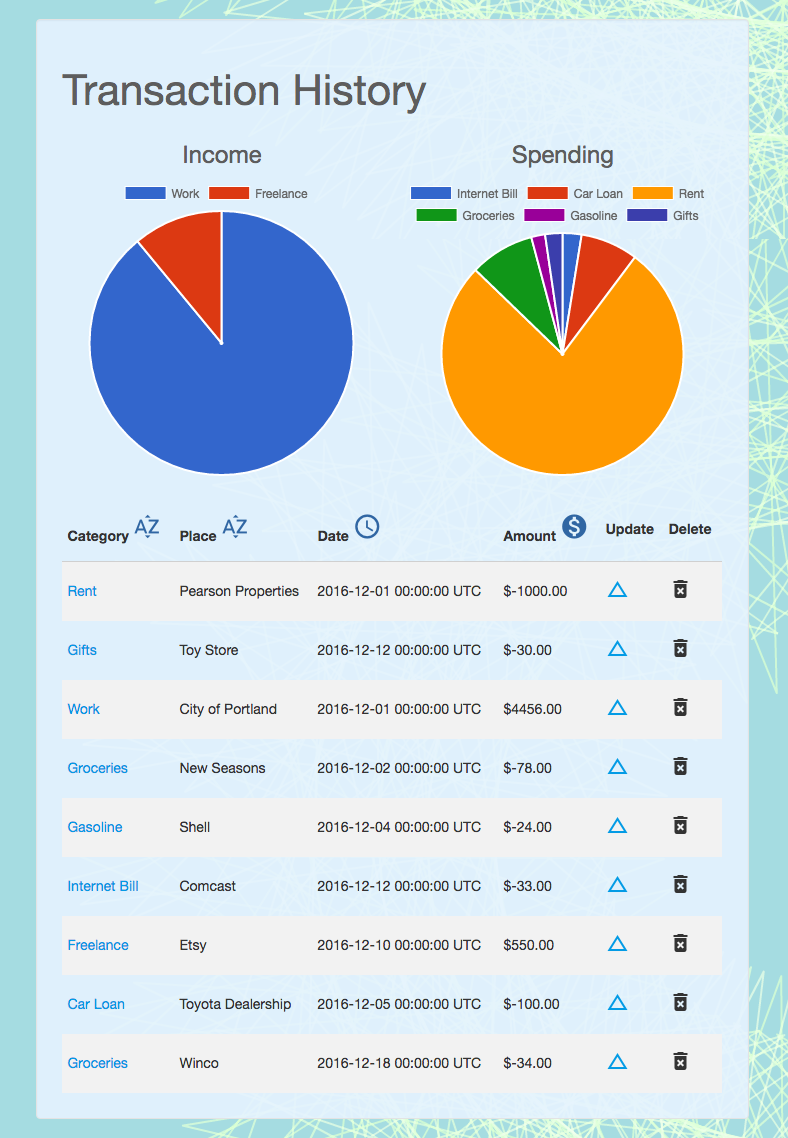 Transaction History
Income
Spending
Work Freelance
Internet Bill Car Loan Rent
Groceries Gasoline Gifts
Category AZ Place AZ Date Amount $ Update Delete
Rent Pearson Properties 2016-12-01 00:00:00 UTC $-1000.00
Gifts Toy Store 2016-12-12 00:00:00 UTC $-30.00
Work City of Portland 2016-12-01 00:00:00 UTC $4456.00
Groceries New Seasons 2016-12-02 00:00:00 UTC $-78.00
Gasoline Shell 2016-12-04 00:00:00 UTC $-24.00
Internet Bill Comcast 2016-12-12 00:00:00 UTC $-33.00
Freelance Etsy 2016-12-10 00:00:00 UTC $550.00
Car Loan Toyota Dealership 2016-12-05 00:00:00 UTC $-100.00
Groceries Winco 2016-12-18 00:00:00 UTC $-34.00